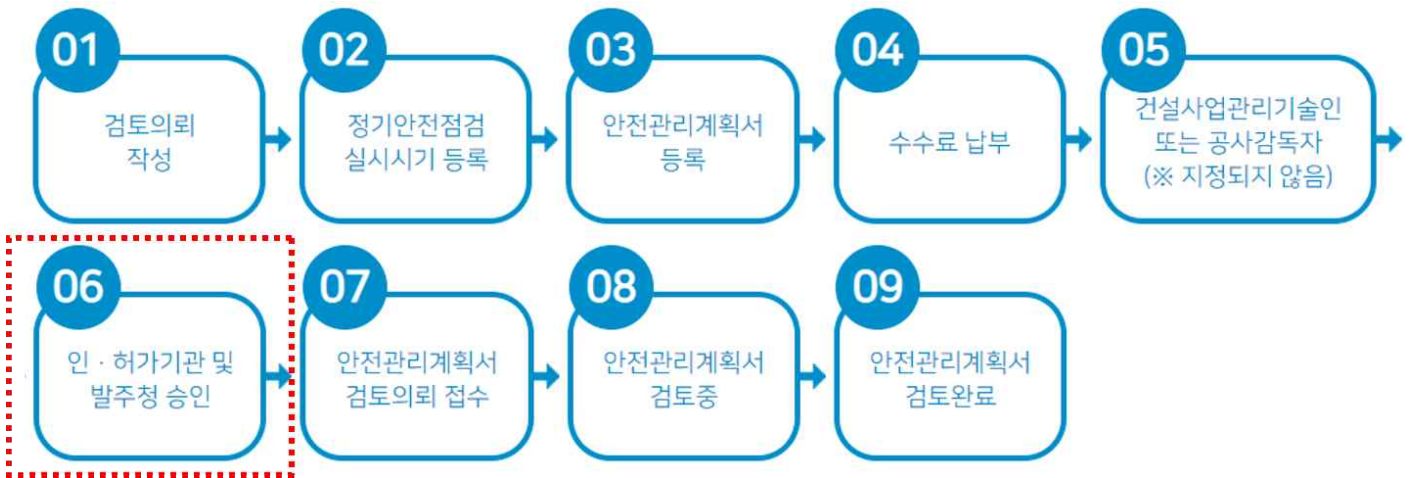 01
검토의뢰
작성
02
정기안전점검
실시시기 등록
03
안전관리계획서
등록
04
수수료 납부
05
건설사업관리기술인
또는 공사감독자
(※ 지정되지 않음)
06
인 · 허가기관 및
발주청 승인
07
안전관리계획서
검토의뢰 접수
08
안전관리계획서
검토중
09
안전관리계획서
검토완료